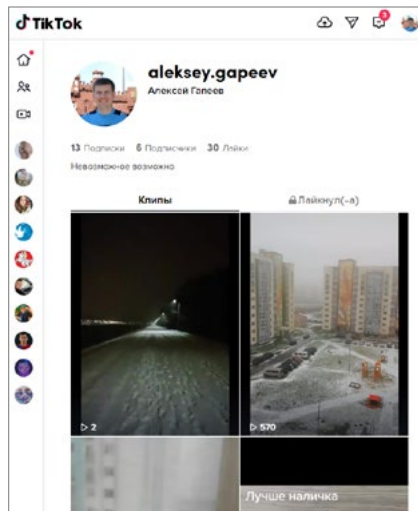 TikTok
3
aleksey.gapeev
Алексей Гапеев
13 Подписки 6 Подписчики 30 Лайки
Невозможное возможно
Клипы
Лайкнул(-а)
2
570
Лучше наличка